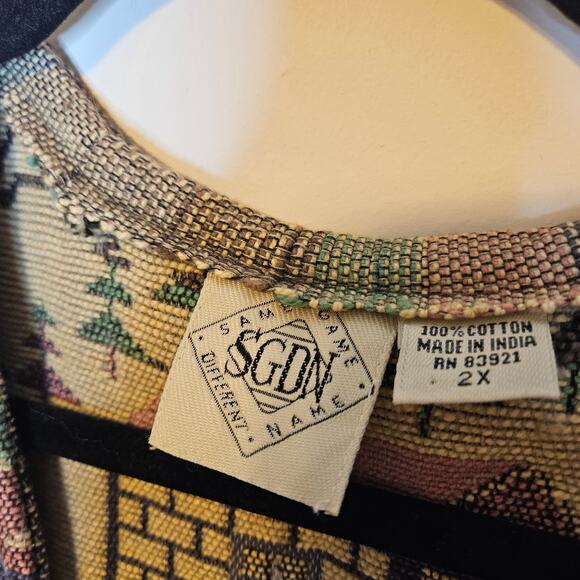 SAME GAME
SGDN
DIFFERENT
NAME
100% COTTON
MADE IN INDIA
RN 83921
2X